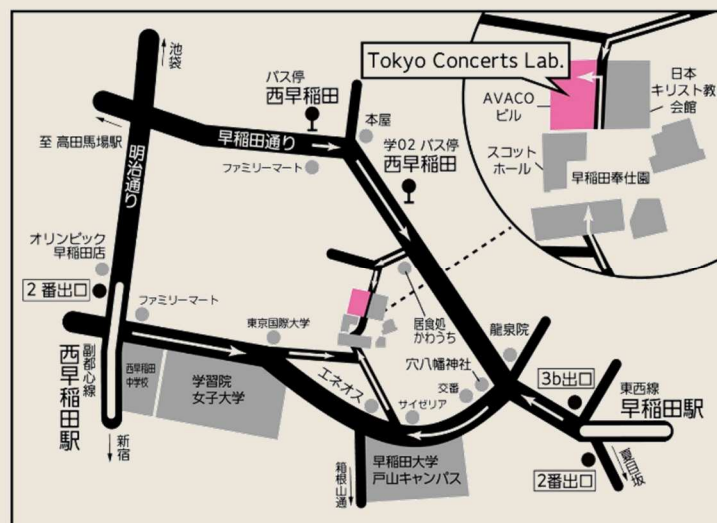 池袋
バス停
西早稲田
至 高田馬場駅
早稲田通り
明治通り
ファミリーマート
本屋
学02 バス停
西早稲田
Tokyo Concerts Lab.
AVACO
ビル
日本
キリスト教
会館
スコット
ホール
早稲田奉仕園
オリンピック
早稲田店
2 番出口
ファミリーマート
副都心線
西早稲田駅
新宿
西早稲田
中学校
学習院
女子大学
東京国際大学
エネオス
居食処
かわうち
龍泉院
穴八幡神社
交番
サイゼリア
箱根山通
早稲田大学
戸山キャンパス
3b出口
東西線
早稲田駅
2番出口
夏目坂